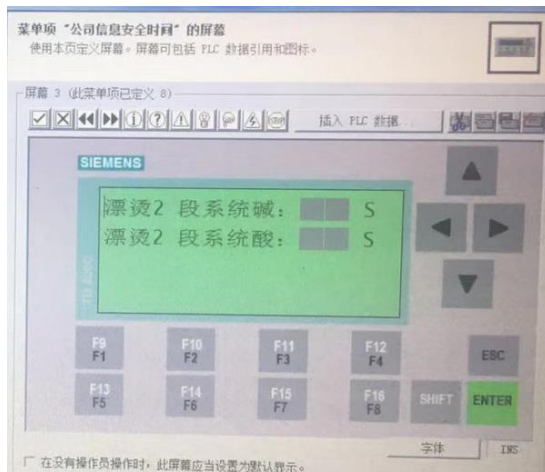 菜单项 "公司信息安全时间" 的屏幕
使用本页定义屏幕。屏幕可包括 PLC 数据引用和图标。
屏幕 3 (此菜单项已定义 8)
插入 PLC 数据...
SIEMENS
漂烫2 段系统碱: S
漂烫2 段系统酸: S
F9 F10 F11 F12
F1 F2 F3 F4 ESC
F13 F14 F15 F16
F5 F6 F7 F8 SHIFT ENTER
字体 INS
在没有操作员操作时，此屏幕应当设置为默认显示。